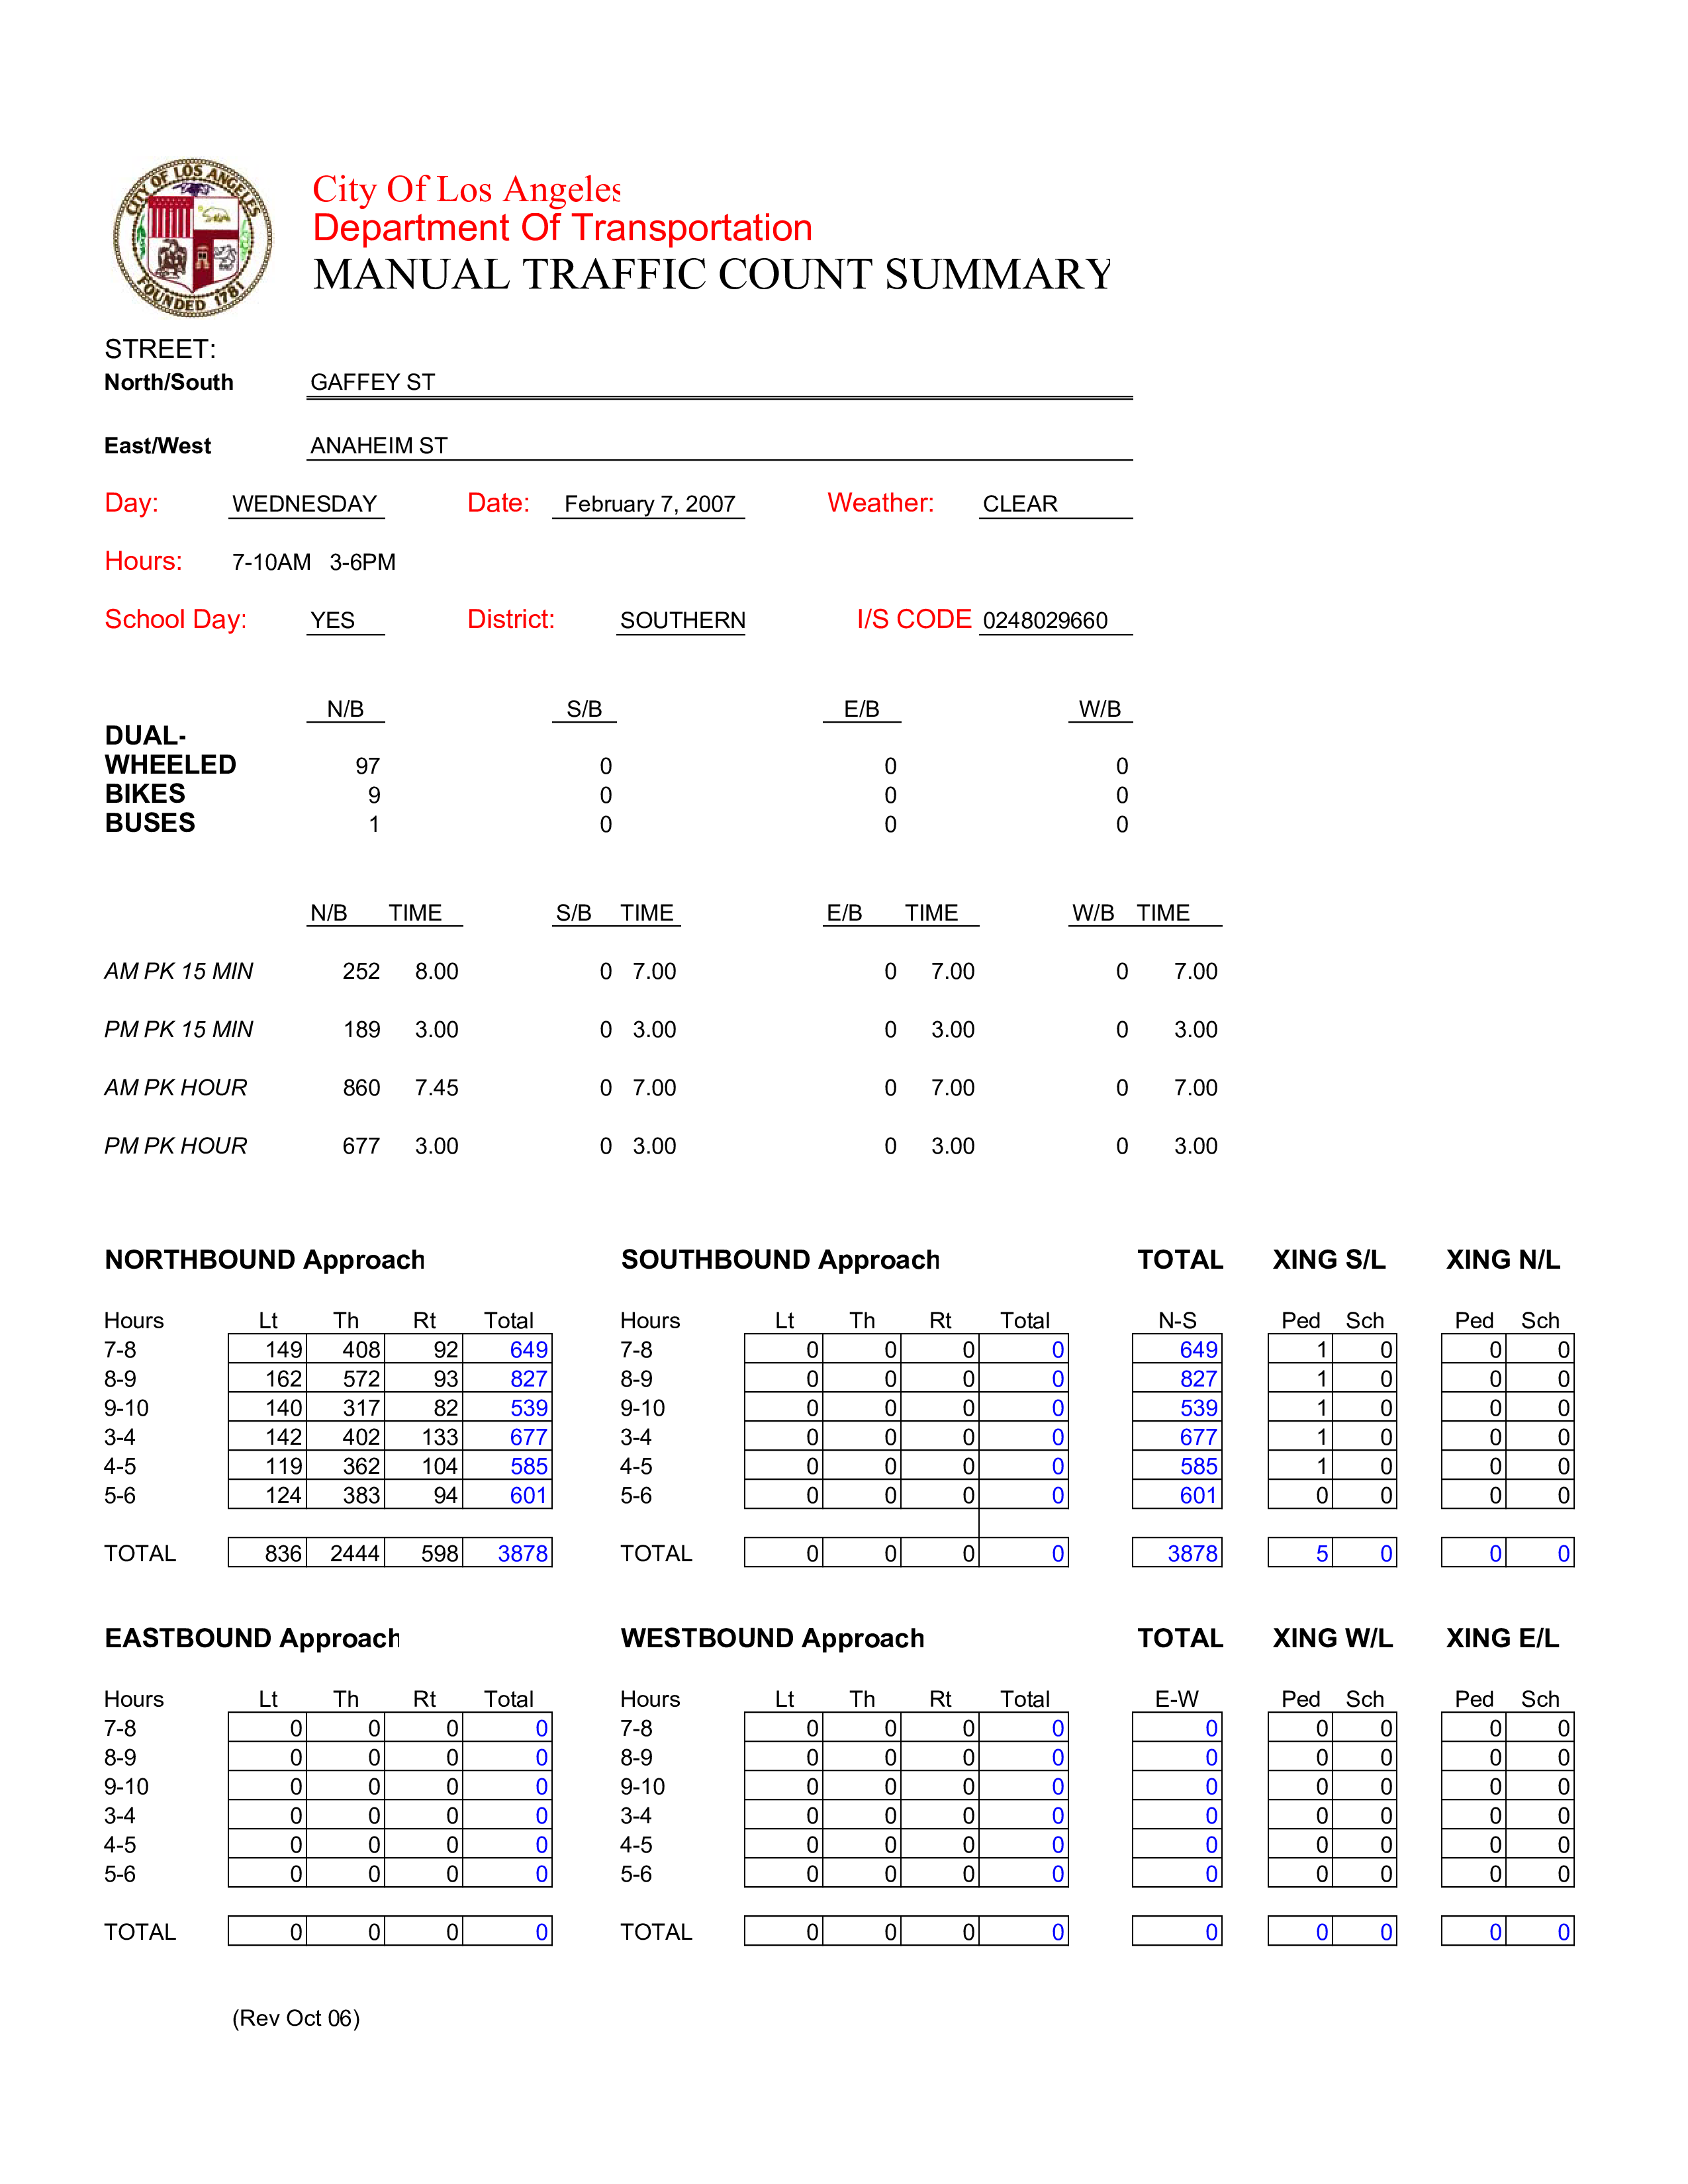 CITY OF LOS ANGELES
FOUNDED 1781
City Of Los Angeles
Department Of Transportation
MANUAL TRAFFIC COUNT SUMMARY
STREET:
North/South GAFFEY ST
East/West ANAHEIM ST
Day: WEDNESDAY Date: February 7, 2007 Weather: CLEAR
Hours: 7-10AM 3-6PM
School Day: YES District: SOUTHERN I/S CODE 0248029660
N/B S/B E/B W/B
DUAL-
WHEELED 97 0 0 0
BIKES 9 0 0 0
BUSES 1 0 0 0
N/B TIME S/B TIME E/B TIME W/B TIME
AM PK 15 MIN 252 8.00 0 7.00 0 7.00 0 7.00
PM PK 15 MIN 189 3.00 0 3.00 0 3.00 0 3.00
AM PK HOUR 860 7.45 0 7.00 0 7.00 0 7.00
PM PK HOUR 677 3.00 0 3.00 0 3.00 0 3.00
NORTHBOUND Approach SOUTHBOUND Approach TOTAL XING S/L XING N/L
Hours Lt Th Rt Total Hours Lt Th Rt Total N-S Ped Sch Ped Sch
7-8 149 408 92 649 7-8 0 0 0 0 649 1 0 0 0
8-9 162 572 93 827 8-9 0 0 0 0 827 1 0 0 0
9-10 140 317 82 539 9-10 0 0 0 0 539 1 0 0 0
3-4 142 402 133 677 3-4 0 0 0 0 677 1 0 0 0
4-5 119 362 104 585 4-5 0 0 0 0 585 1 0 0 0
5-6 124 383 94 601 5-6 0 0 0 0 601 0 0 0 0
TOTAL 836 2444 598 3878 TOTAL 0 0 0 0 3878 5 0 0 0
EASTBOUND Approach WESTBOUND Approach TOTAL XING W/L XING E/L
Hours Lt Th Rt Total Hours Lt Th Rt Total E-W Ped Sch Ped Sch
7-8 0 0 0 0 7-8 0 0 0 0 0 0 0 0 0
8-9 0 0 0 0 8-9 0 0 0 0 0 0 0 0 0
9-10 0 0 0 0 9-10 0 0 0 0 0 0 0 0 0
3-4 0 0 0 0 3-4 0 0 0 0 0 0 0 0 0
4-5 0 0 0 0 4-5 0 0 0 0 0 0 0 0 0
5-6 0 0 0 0 5-6 0 0 0 0 0 0 0 0 0
TOTAL 0 0 0 0 TOTAL 0 0 0 0 0 0 0 0 0
(Rev Oct 06)